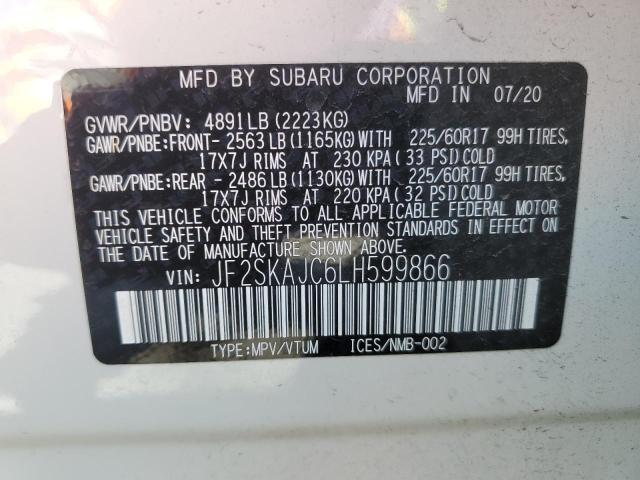 MFD BY SUBARU CORPORATION
MFD IN 07/20
GVWR/PNBV: 4891LB (2223KG)
GAWR/PNBE:FRONT- 2563LB (1165KG) WITH 225/60R17 99H TIRES,
17X7J RIMS AT 230 KPA (33 PSI) COLD
GAWR/PNBE:REAR - 2486LB (1130KG) WITH 225/60R17 99H TIRES,
17X7J RIMS AT 220 KPA (32 PSI) COLD
THIS VEHICLE CONFORMS TO ALL APPLICABLE FEDERAL MOTOR
VEHICLE SAFETY AND THEFT PREVENTION STANDARDS IN EFFECT ON
THE DATE OF MANUFACTURE SHOWN ABOVE.
VIN: JF2SKAJC6LH599866
TYPE:MPV/VTUM ICES/NMB-002